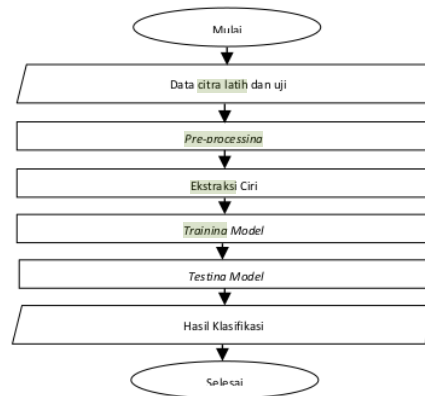 Mulai
Data citra latih dan uji
Pre-processing
Ekstraksi Ciri
Training Model
Testing Model
Hasil Klasifikasi
Selesai